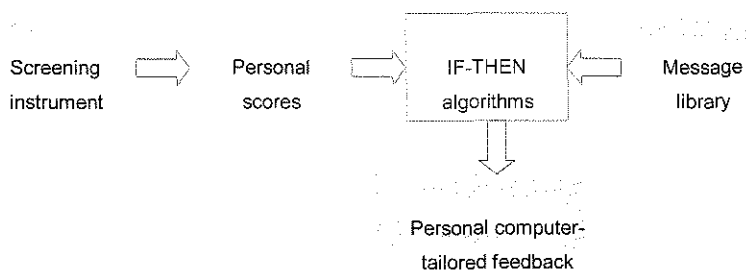 Screening
instrument
Personal
scores
IF-THEN
algorithms
Message
library
Personal computer-
tailored feedback